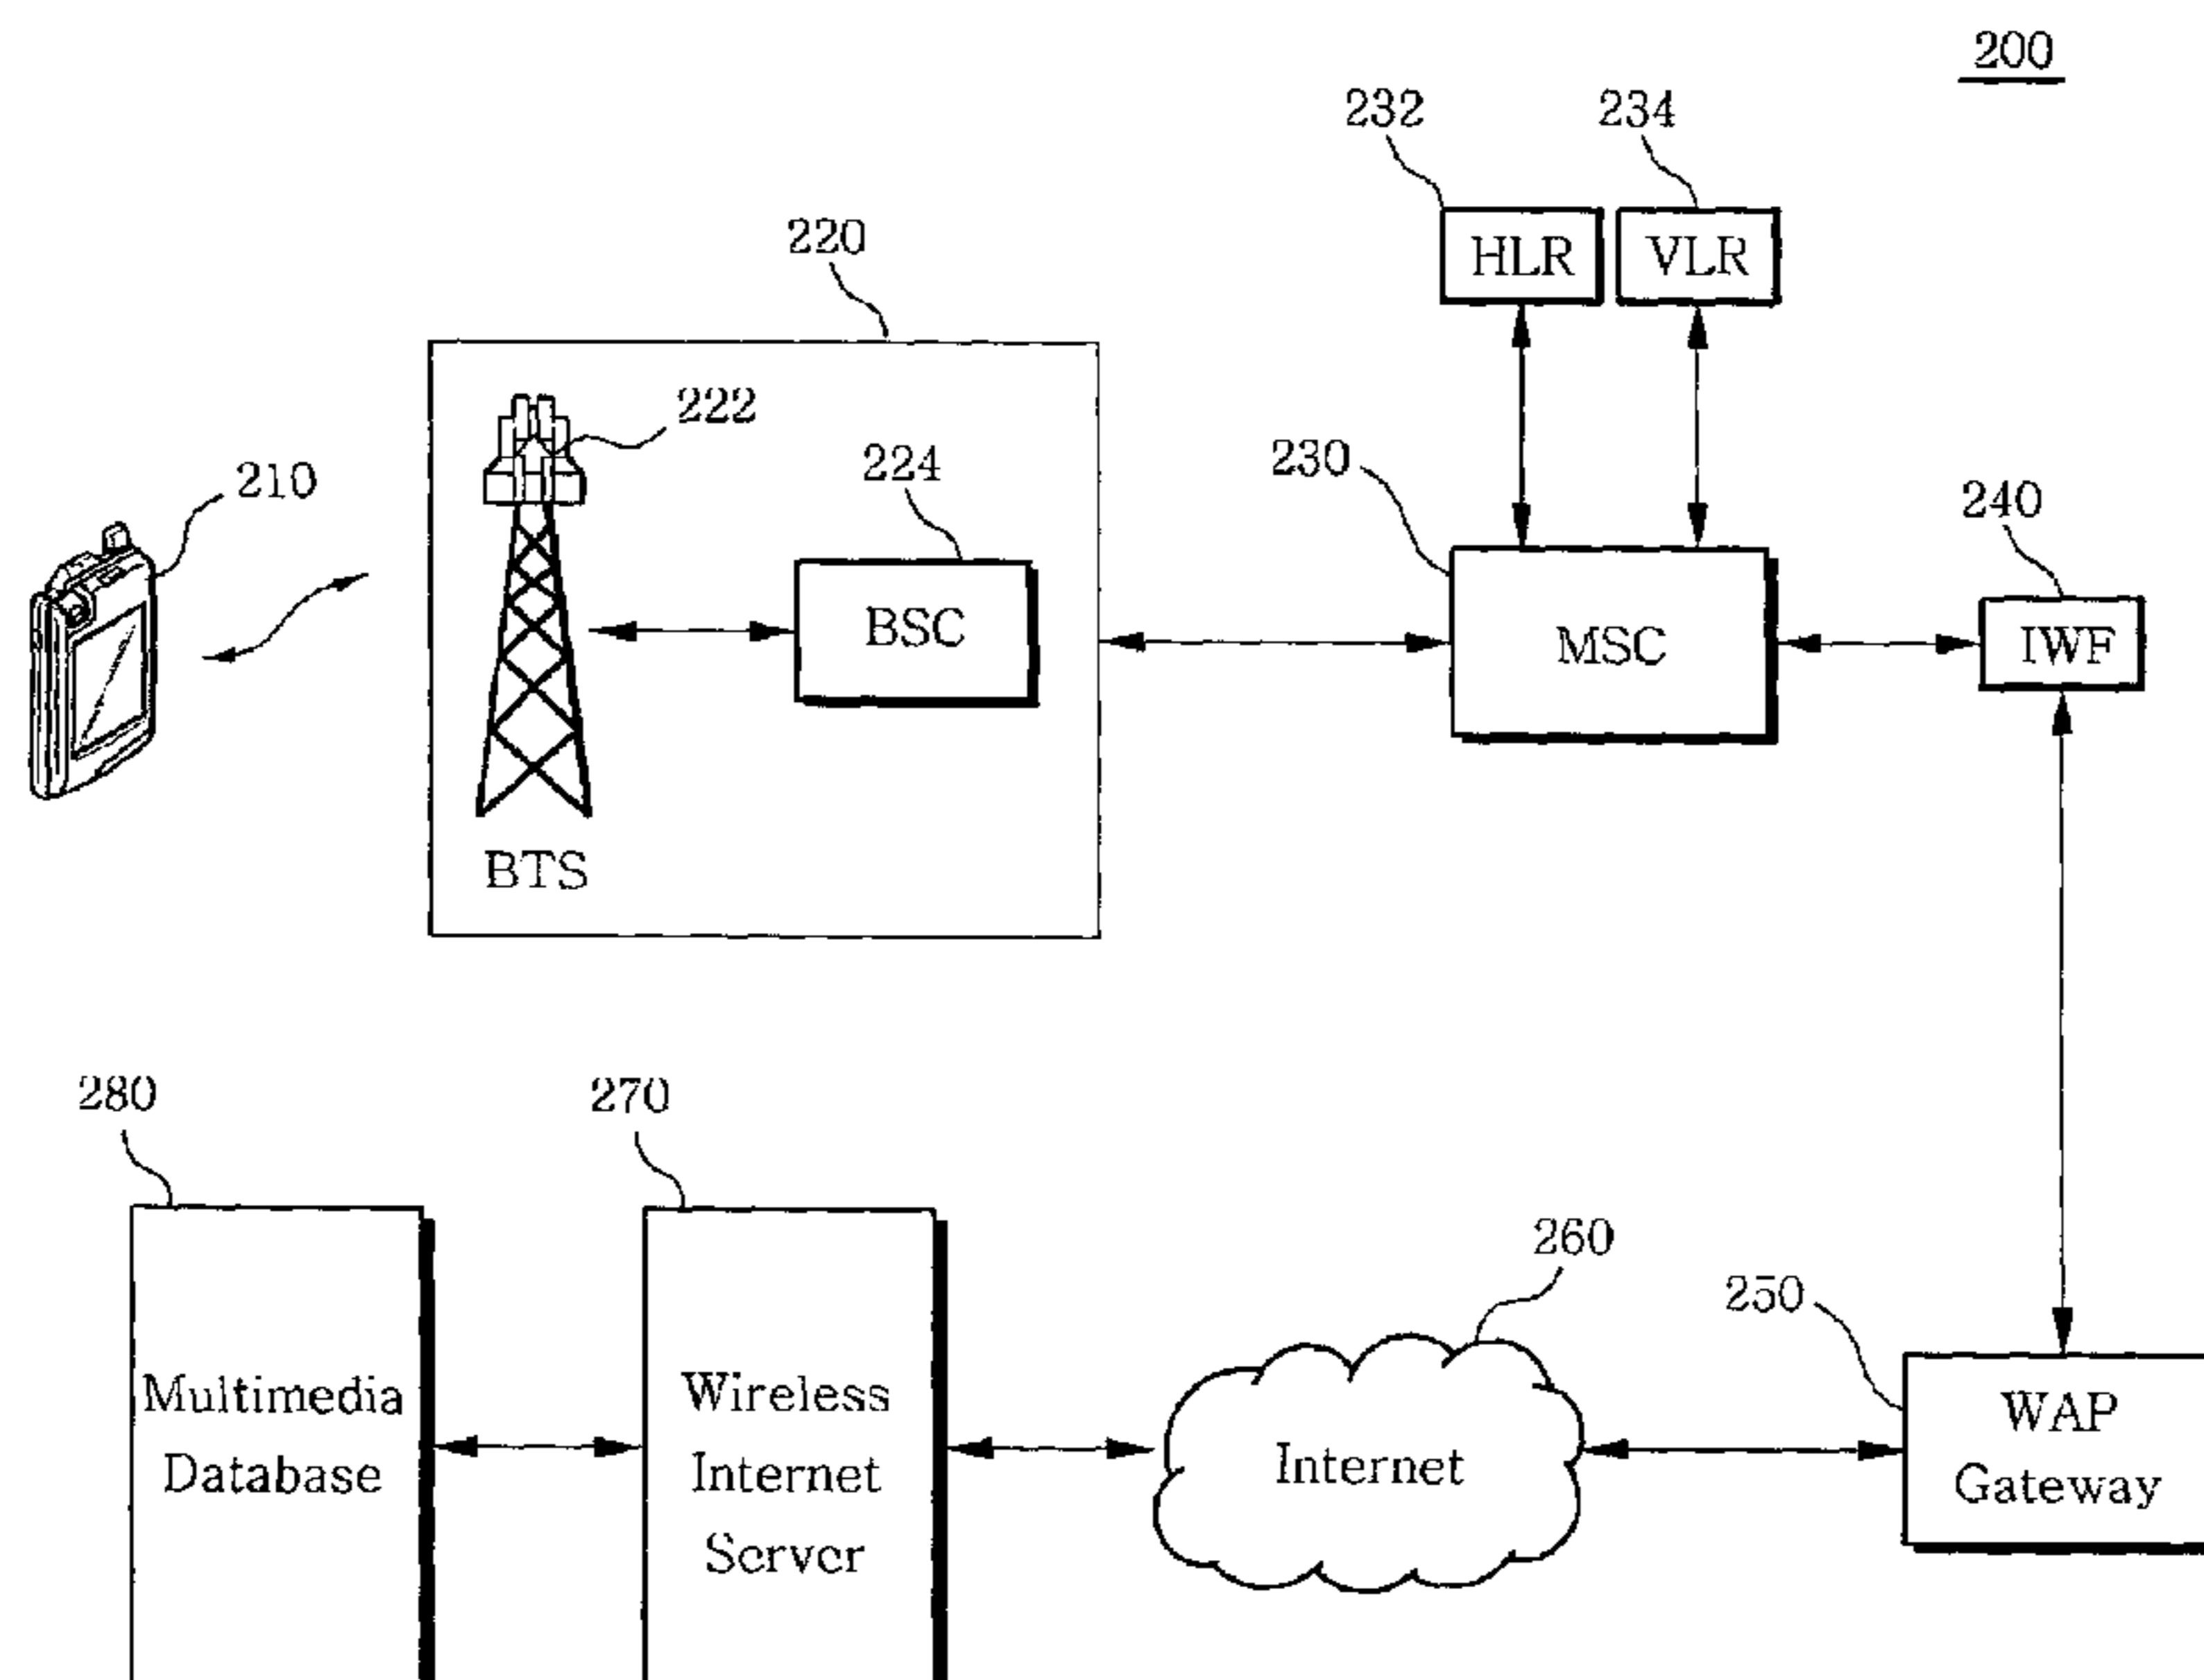 200
232
234
HLR
VLR
220
222
224
230
240
210
BSC
MSC
IWF
BTS
280
270
260
250
Multimedia
Database
Wireless
Internet
Server
Internet
WAP
Gateway